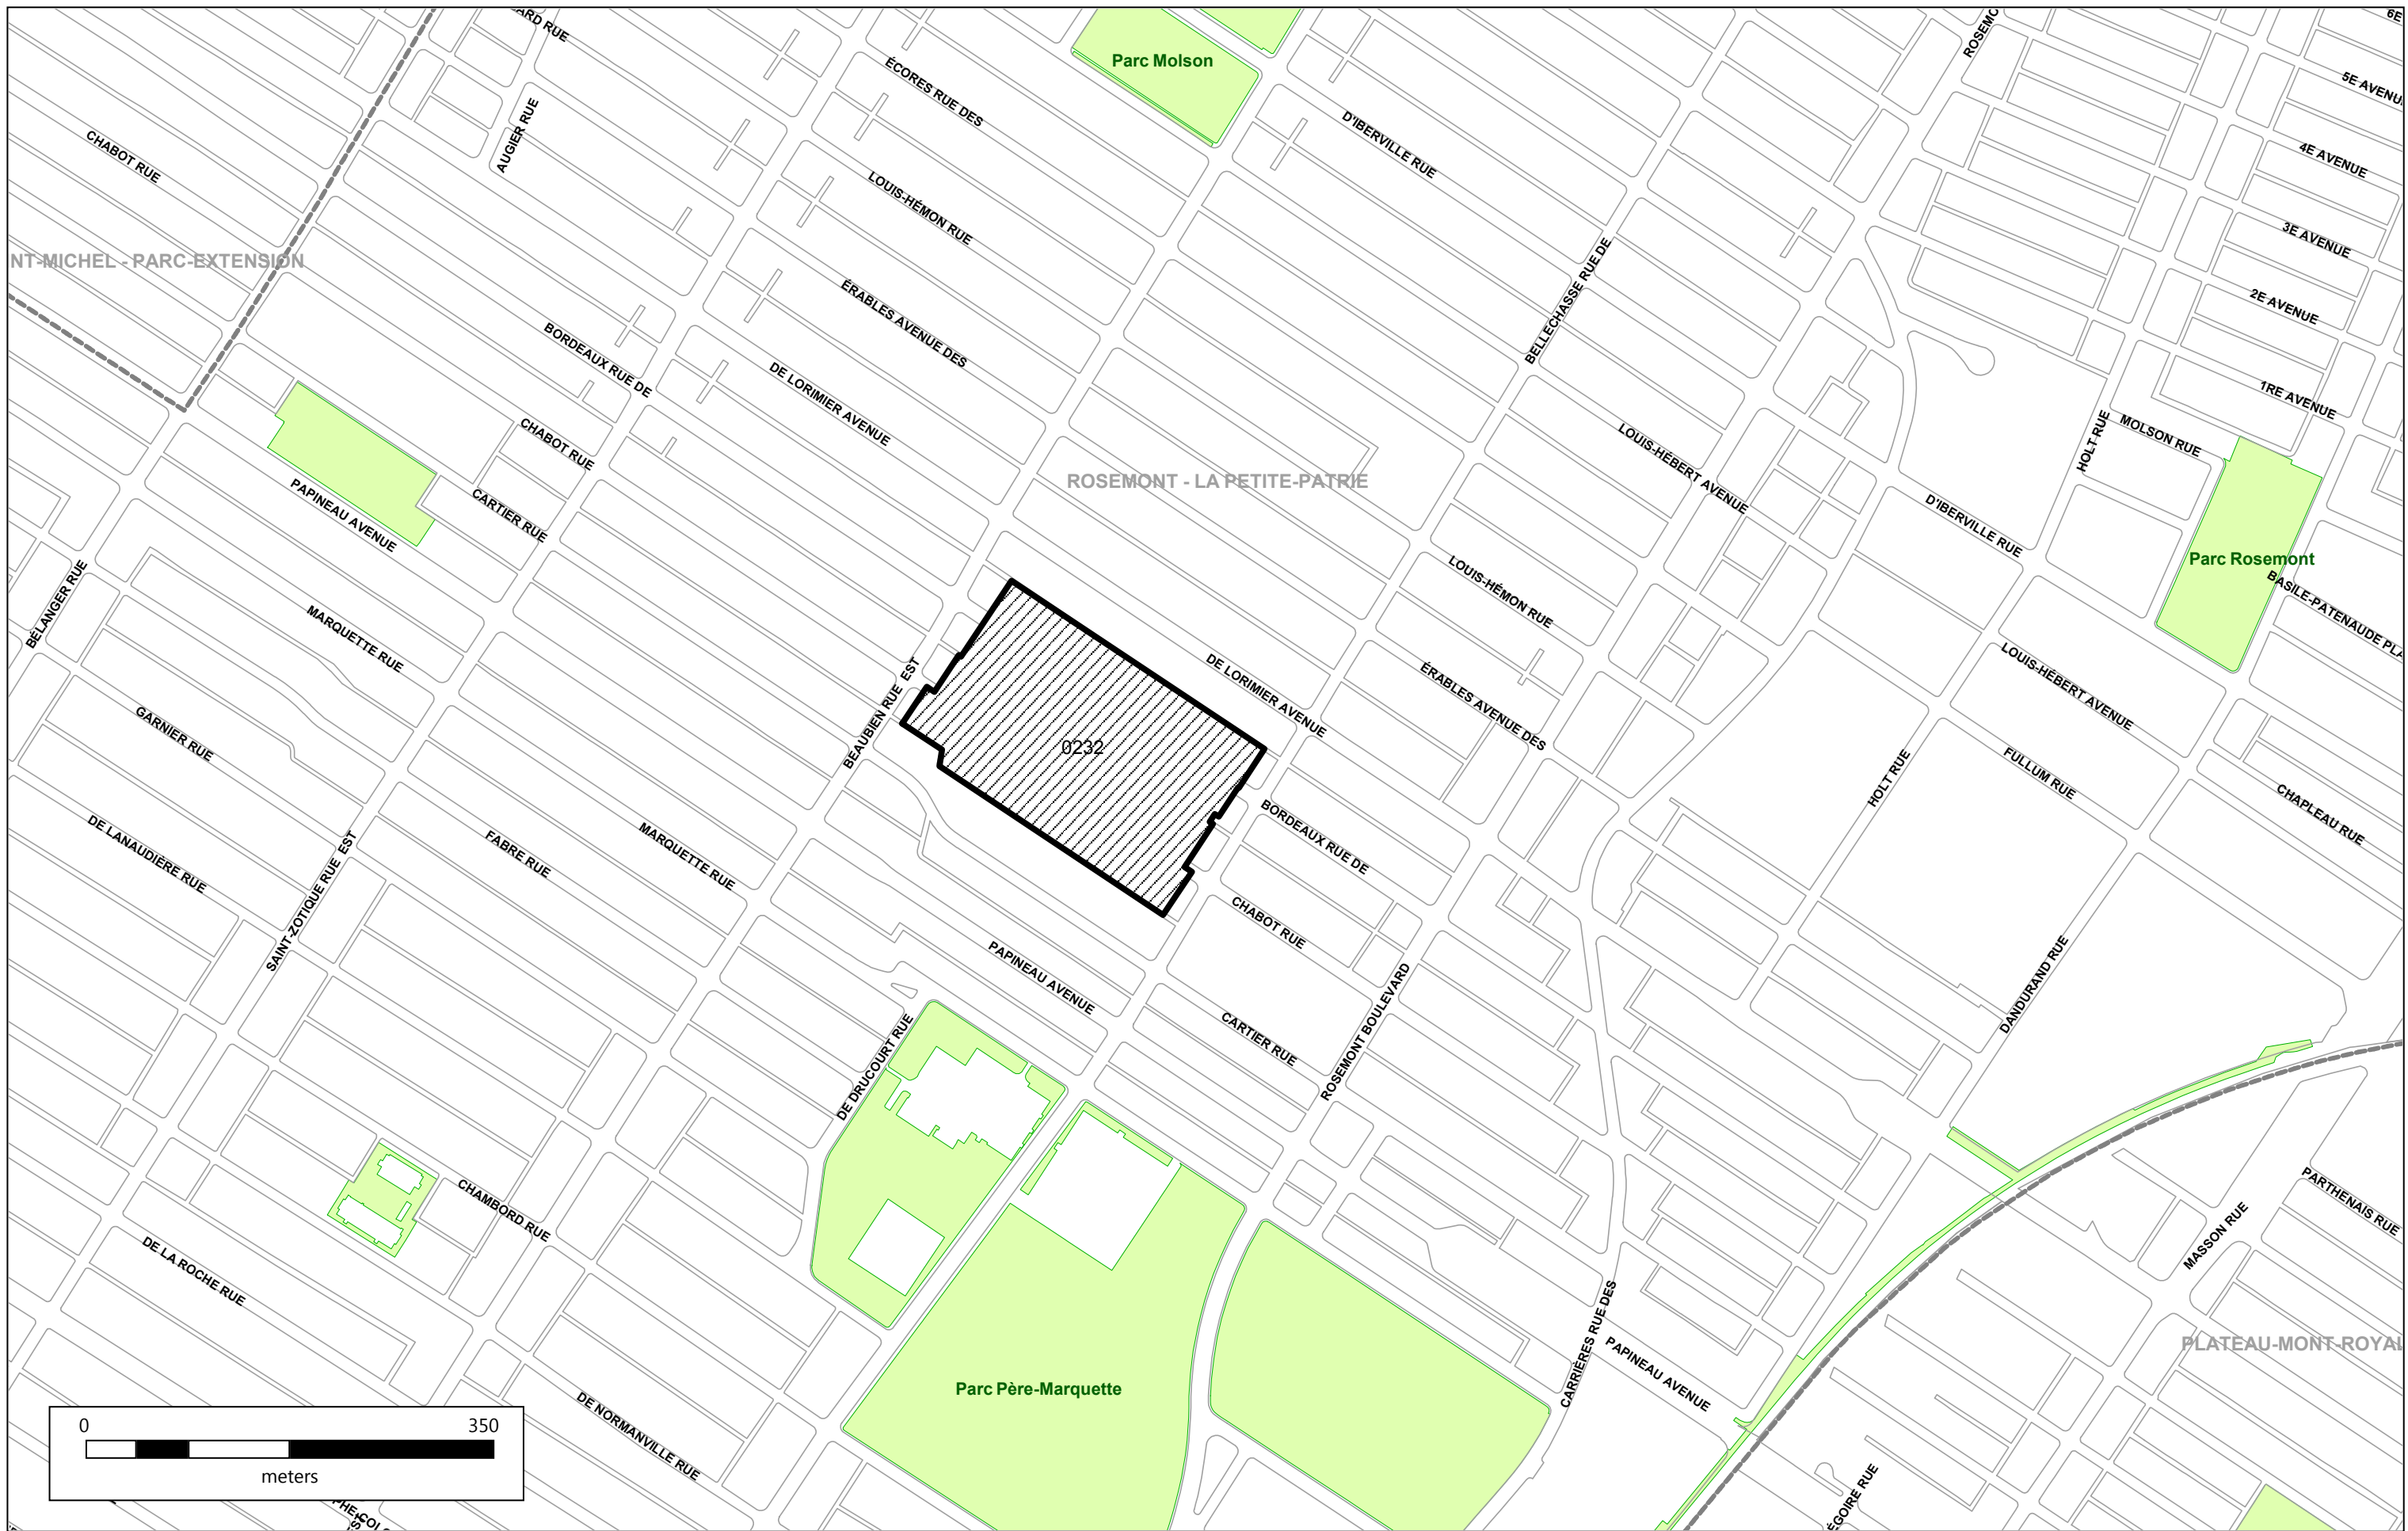 Parc Molson
ÉCORES RUE DES
AUGIER RUE
CHABOT RUE
D'IBERVILLE RUE
5E AVENU
4E AVENUE
3E AVENUE
2E AVENUE
1RE AVENUE
LOUIS-HÉMON RUE
NT-MICHEL - PARC-EXTENSION
ÉRABLES AVENUE DES
BELLECHASSE RUE DE
BORDEAUX RUE DE
DE LORIMIER AVENUE
CHABOT RUE
CARTIER RUE
PAPINEAU AVENUE
ROSEMONT - LA PETITE-PATRIE
LOUIS-HÉBERT AVENUE
HOLT RUE
MOLSON RUE
D'IBERVILLE RUE
Parc Rosemont
BASILE-PATENAUDE PLA
BÉLANGER RUE
MARQUETTE RUE
LOUIS-HÉMON RUE
LOUIS-HÉBERT AVENUE
GARNIER RUE
BEAUBIEN RUE EST
DE LORIMIER AVENUE
ÉRABLES AVENUE DES
0232
HOLT RUE
FULLUM RUE
CHAPLEAU RUE
DE LANAUDIÈRE RUE
FABRE RUE
MARQUETTE RUE
BORDEAUX RUE DE
SAINT-ZOTIQUE RUE EST
CHABOT RUE
PAPINEAU AVENUE
DANDURAND RUE
CARTIER RUE
ROSEMONT BOULEVARD
DE DRUCOURT RUE
CHAMBORD RUE
DE LA ROCHE RUE
PARTHENAIS RUE
MASSON RUE
CARRIÈRES RUE DES
PAPINEAU AVENUE
PLATEAU-MONT-ROYAL
Parc Père-Marquette
DE NORMANVILLE RUE
0 350
meters
ÉGOIRE RUE